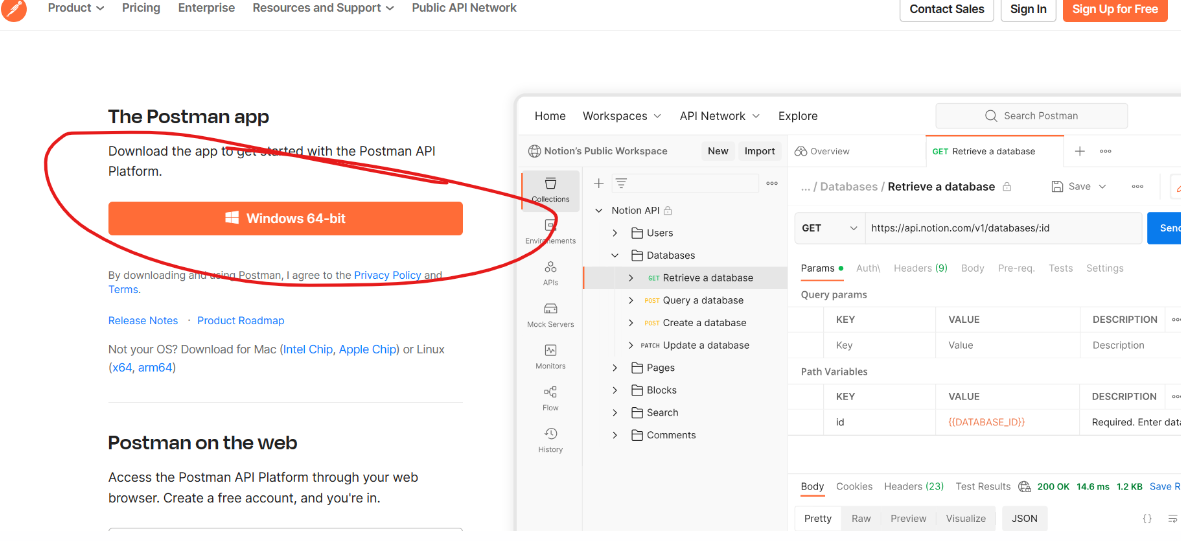 Product
Pricing
Enterprise
Resources and Support
Public API Network
Contact Sales
Sign In
Sign Up for Free
The Postman app
Download the app to get started with the Postman API
Platform.
Windows 64-bit
By downloading and using Postman, I agree to the Privacy Policy and
Terms.
Release Notes · Product Roadmap
Not your OS? Download for Mac (Intel Chip, Apple Chip) or Linux
(x64, arm64)
Postman on the web
Access the Postman API Platform through your web
browser. Create a free account, and you're in.
Home
Workspaces
API Network
Explore
Search Postman
Notion's Public Workspace
New
Import
Overview
GET Retrieve a database
Collections
Environements
APIs
Mock Servers
Monitors
Flow
History
Notion API
Users
Databases
GET Retrieve a database
POST Query a database
POST Create a database
PATCH Update a database
Pages
Blocks
Search
Comments
... / Databases / Retrieve a database
Save
GET
https://api.notion.com/v1/databases/:id
Send
Params
Auth\
Headers (9)
Body
Pre-req.
Tests
Settings
Query params
KEY VALUE DESCRIPTION
Key Value Description
Path Variables
KEY VALUE DESCRIPTION
id {{DATABASE_ID}} Required. Enter data
Body
Cookies
Headers (23)
Test Results
200 OK 14.6 ms 1.2 KB Save R
Pretty
Raw
Preview
Visualize
JSON
{}